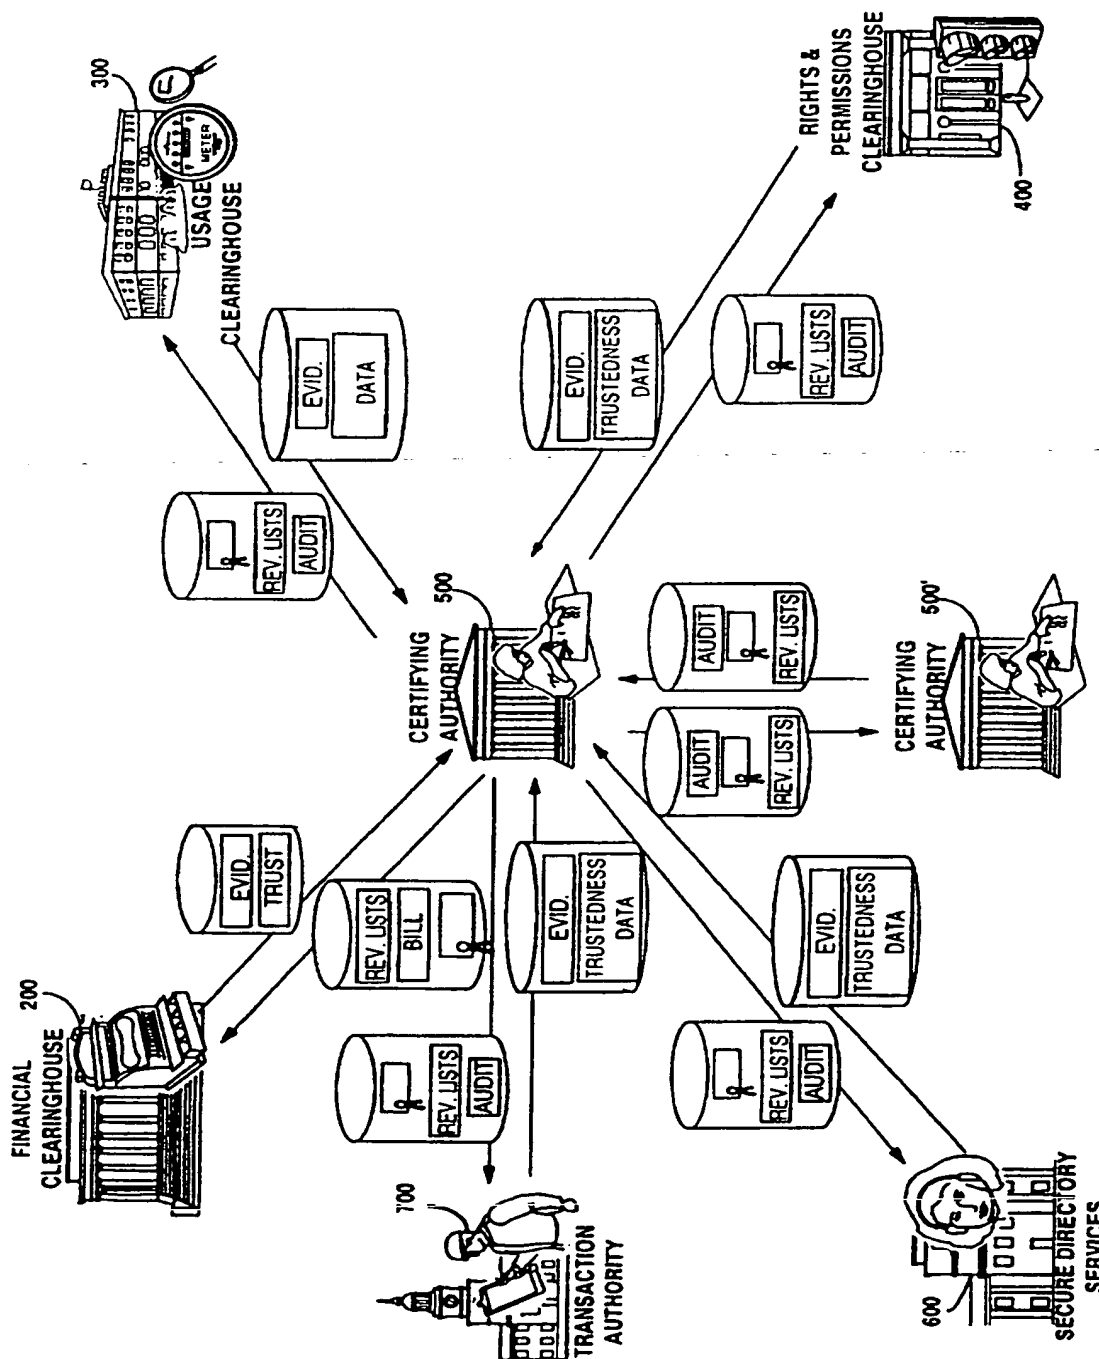 FINANCIAL
CLEARINGHOUSE
200
300
METER
USAGE
CLEARINGHOUSE
EVID.
TRUST
REV. LISTS
AUDIT
EVID.
DATA
REV. LISTS
BILL
REV. LISTS
AUDIT
700
TRANSACTION
AUTHORITY
EVID.
TRUSTEDNESS
DATA
CERTIFYING
AUTHORITY
500
EVID.
TRUSTEDNESS
DATA
REV. LISTS
AUDIT
RIGHTS &
PERMISSIONS
CLEARINGHOUSE
400
AUDIT
REV. LISTS
AUDIT
REV. LISTS
REV. LISTS
AUDIT
EVID.
TRUSTEDNESS
DATA
CERTIFYING
AUTHORITY
500'
600
SECURE DIRECTORY
SERVICES